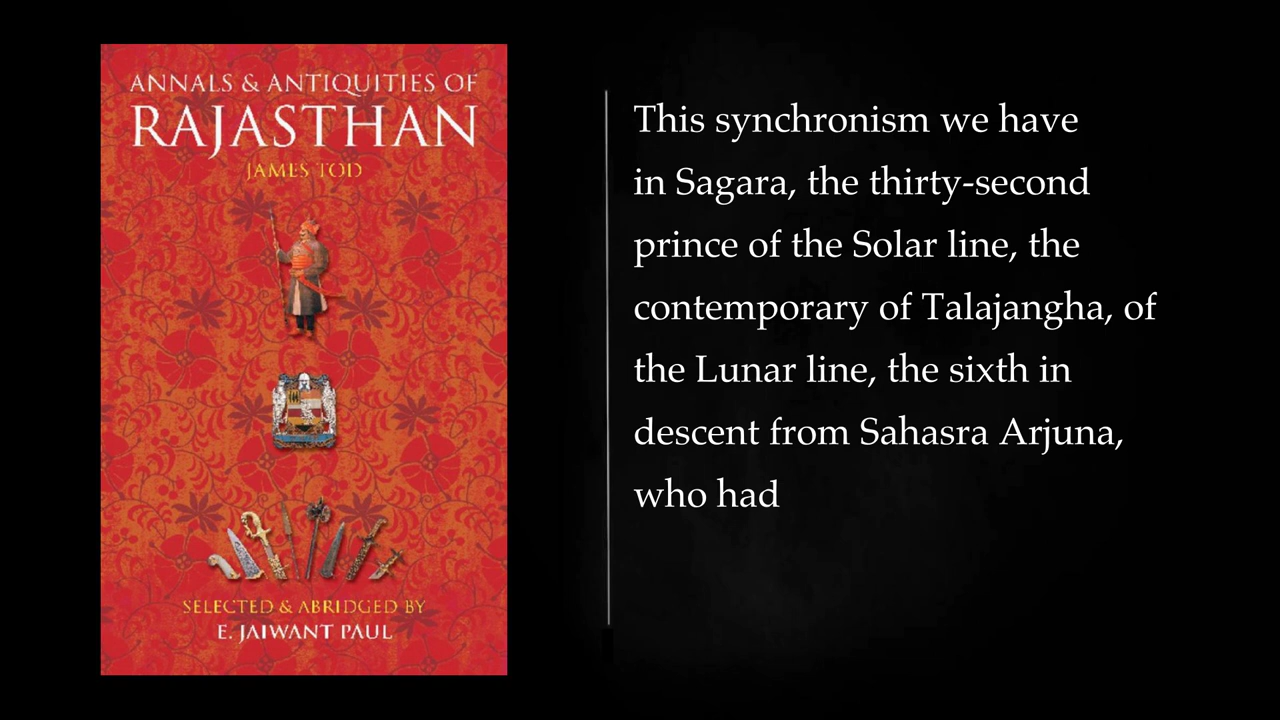 ANNALS & ANTIQUITIES OF
RAJASTHAN
JAMES TOD
SELECTED & ABRIDGED BY
E. JAIWANT PAUL
This synchronism we have
in Sagara, the thirty-second
prince of the Solar line, the
contemporary of Talajangha, of
the Lunar line, the sixth in
descent from Sahasra Arjuna,
who had